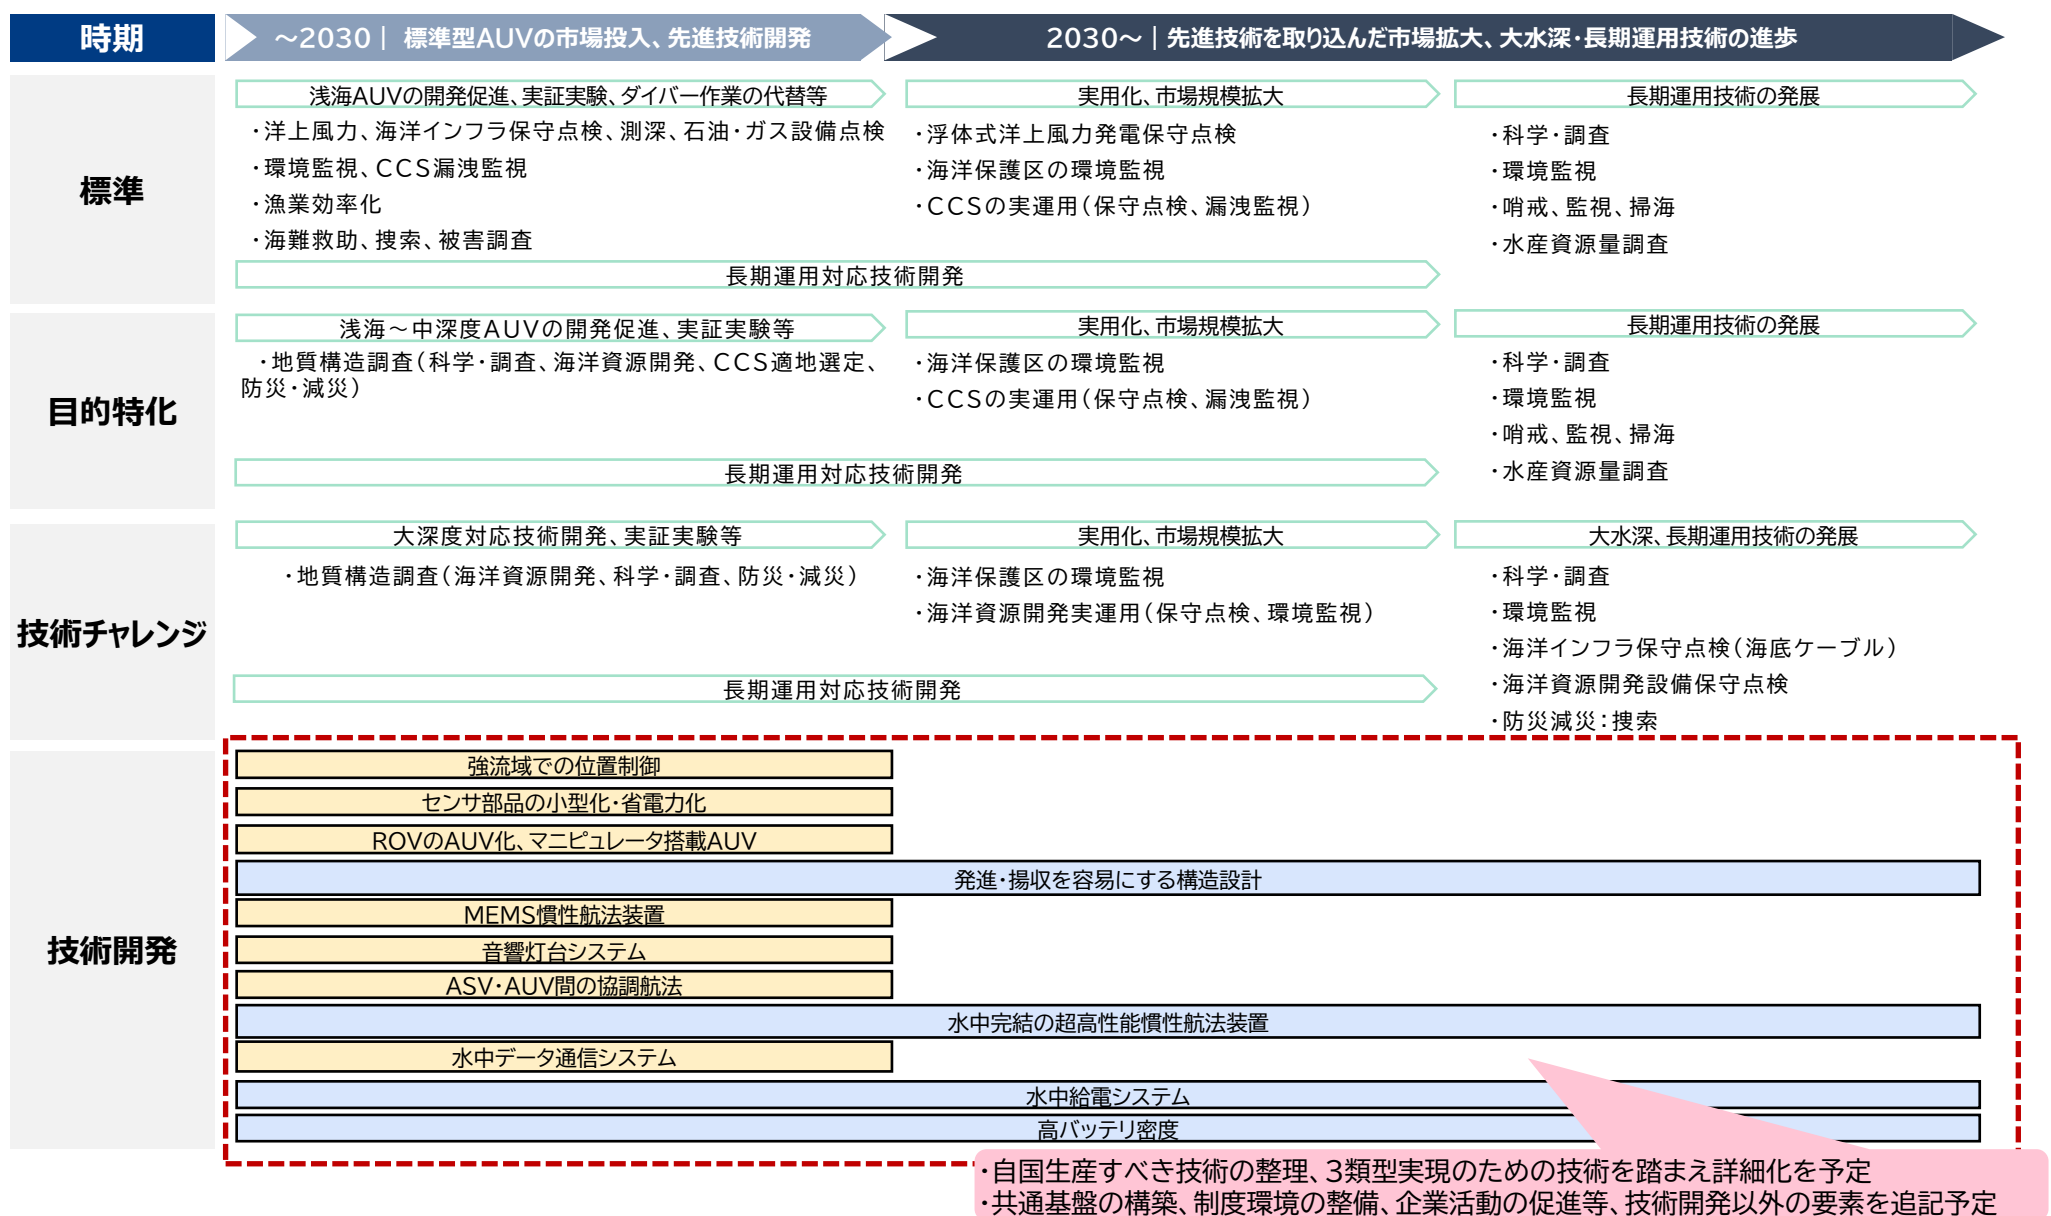 時期
～2030｜ 標準型AUVの市場投入、先進技術開発
2030～｜先進技術を取り込んだ市場拡大、大水深・長期運用技術の進歩
標準
浅海AUVの開発促進、実証実験、ダイバー作業の代替等
・洋上風力、海洋インフラ保守点検、測深、石油・ガス設備点検
・環境監視、CCS漏洩監視
・漁業効率化
・海難救助、捜索、被害調査
実用化、市場規模拡大
・浮体式洋上風力発電保守点検
・海洋保護区の環境監視
・CCSの実運用（保守点検、漏洩監視）
長期運用技術の発展
・科学・調査
・環境監視
・哨戒、監視、掃海
・水産資源量調査
長期運用対応技術開発
目的特化
浅海～中深度AUVの開発促進、実証実験等
・地質構造調査（科学・調査、海洋資源開発、CCS適地選定、
防災・減災）
実用化、市場規模拡大
・海洋保護区の環境監視
・CCSの実運用（保守点検、漏洩監視）
長期運用技術の発展
・科学・調査
・環境監視
・哨戒、監視、掃海
・水産資源量調査
長期運用対応技術開発
技術チャレンジ
大深度対応技術開発、実証実験等
・地質構造調査（海洋資源開発、科学・調査、防災・減災）
実用化、市場規模拡大
・海洋保護区の環境監視
・海洋資源開発実運用（保守点検、環境監視）
大水深、長期運用技術の発展
・科学・調査
・環境監視
・海洋インフラ保守点検（海底ケーブル）
・海洋資源開発設備保守点検
・防災減災：捜索
長期運用対応技術開発
技術開発
強流域での位置制御
センサ部品の小型化・省電力化
ROVのAUV化、マニピュレータ搭載AUV
発進・揚収を容易にする構造設計
MEMS慣性航法装置
音響灯台システム
ASV・AUV間の協調航法
水中完結の超高性能慣性航法装置
水中データ通信システム
水中給電システム
高バッテリ密度
・自国生産すべき技術の整理、3類型実現のための技術を踏まえ詳細化を予定
・共通基盤の構築、制度環境の整備、企業活動の促進等、技術開発以外の要素を追記予定